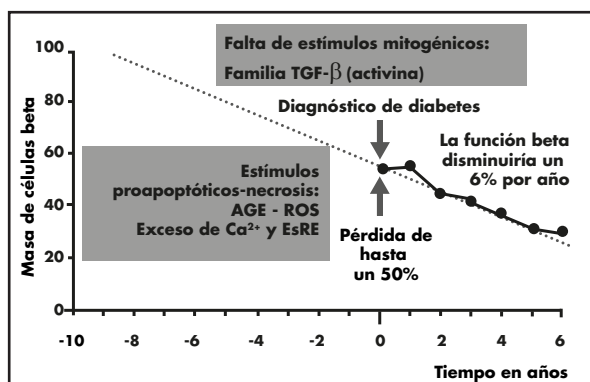 Falta de estímulos mitogénicos:
Familia TGF-β (activina)
Diagnóstico de diabetes
La función beta
disminuiría un
6% por año
Estímulos
proapoptóticos-necrosis:
AGE - ROS
Exceso de Ca²⁺ y EsRE
Pérdida de
hasta
un 50%
Masa de células beta
100
80
60
40
20
0
-10 -8 -6 -4 -2 0 2 4 6
Tiempo en años